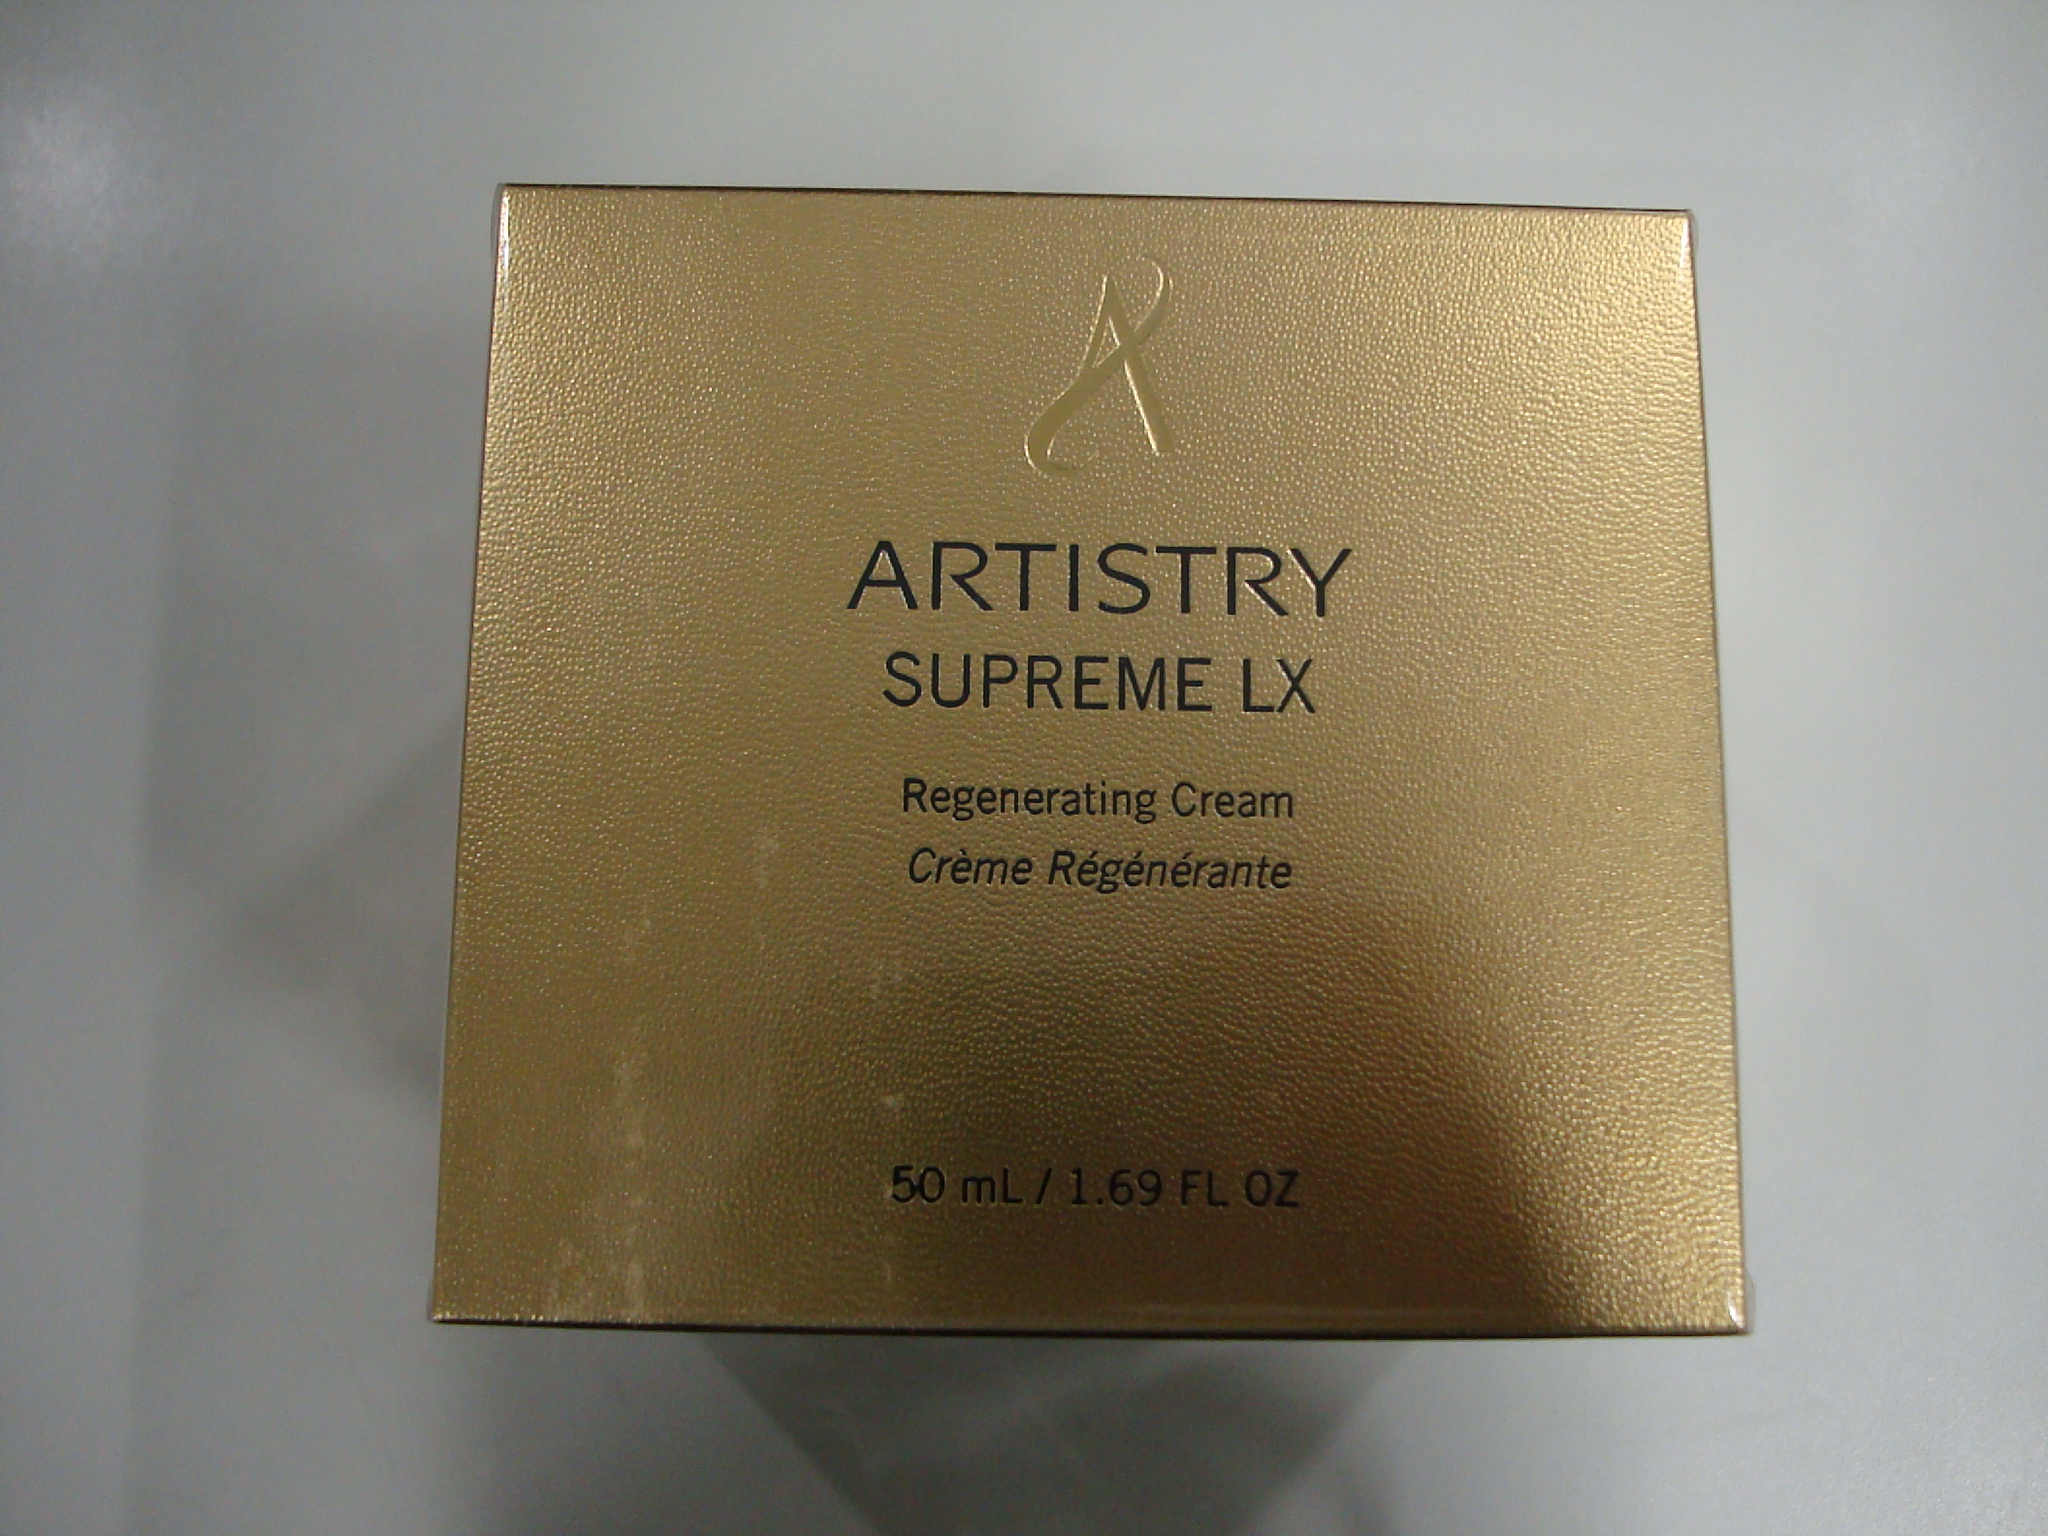 A
ARTISTRY
SUPREME LX
Regenerating Cream
Crème Régénérante
50 mL / 1.69 FL OZ